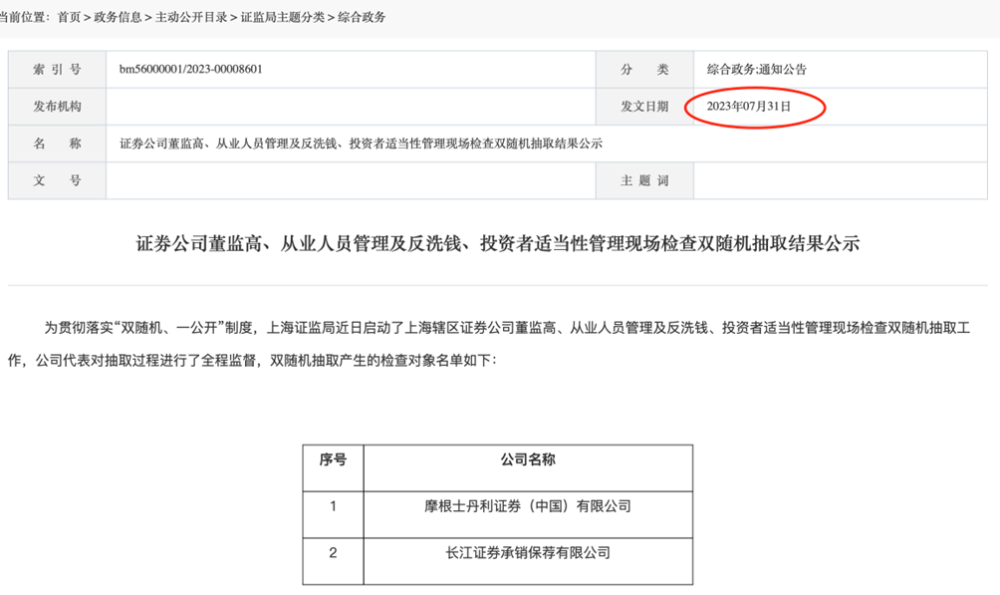 当前位置：首页 > 政务信息 > 主动公开目录 > 证监局主题分类 > 综合政务
索 引 号 bm56000001/2023-00008601 分 类 综合政务;通知公告
发布机构 发文日期 2023年07月31日
名 称 证券公司董监高、从业人员管理及反洗钱、投资者适当性管理现场检查双随机抽取结果公示
文 号 主 题 词
证券公司董监高、从业人员管理及反洗钱、投资者适当性管理现场检查双随机抽取结果公示
为贯彻落实“双随机、一公开”制度，上海证监局近日启动了上海辖区证券公司董监高、从业人员管理及反洗钱、投资者适当性管理现场检查双随机抽取工
作，公司代表对抽取过程进行了全程监督，双随机抽取产生的检查对象名单如下：
序号 公司名称
1 摩根士丹利证券（中国）有限公司
2 长江证券承销保荐有限公司